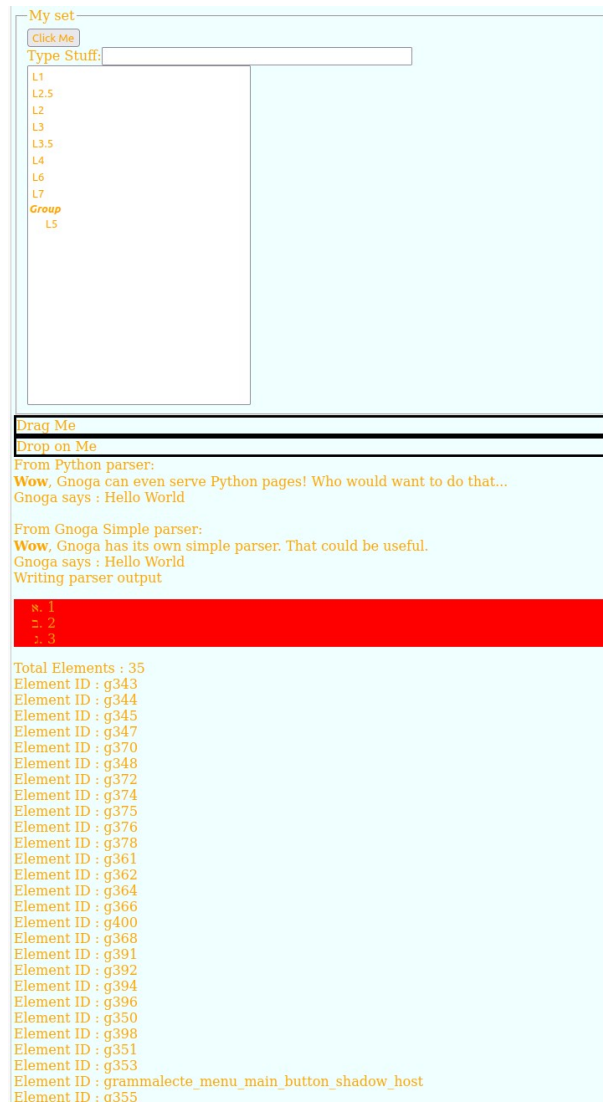 My set
Click Me
Type Stuff:
L1
L2.5
L2
L3
L3.5
L4
L6
L7
Group
L5
Drag Me
Drop on Me
From Python parser:
Wow, Gnoga can even serve Python pages! Who would want to do that...
Gnoga says : Hello World
From Gnoga Simple parser:
Wow, Gnoga has its own simple parser. That could be useful.
Gnoga says : Hello World
Writing parser output
א. 1
ב. 2
ג. 3
Total Elements : 35
Element ID : g343
Element ID : g344
Element ID : g345
Element ID : g347
Element ID : g370
Element ID : g348
Element ID : g372
Element ID : g374
Element ID : g375
Element ID : g376
Element ID : g378
Element ID : g361
Element ID : g362
Element ID : g364
Element ID : g366
Element ID : g400
Element ID : g368
Element ID : g391
Element ID : g392
Element ID : g394
Element ID : g396
Element ID : g350
Element ID : g398
Element ID : g351
Element ID : g353
Element ID : grammalecte_menu_main_button_shadow_host
Element ID : g355